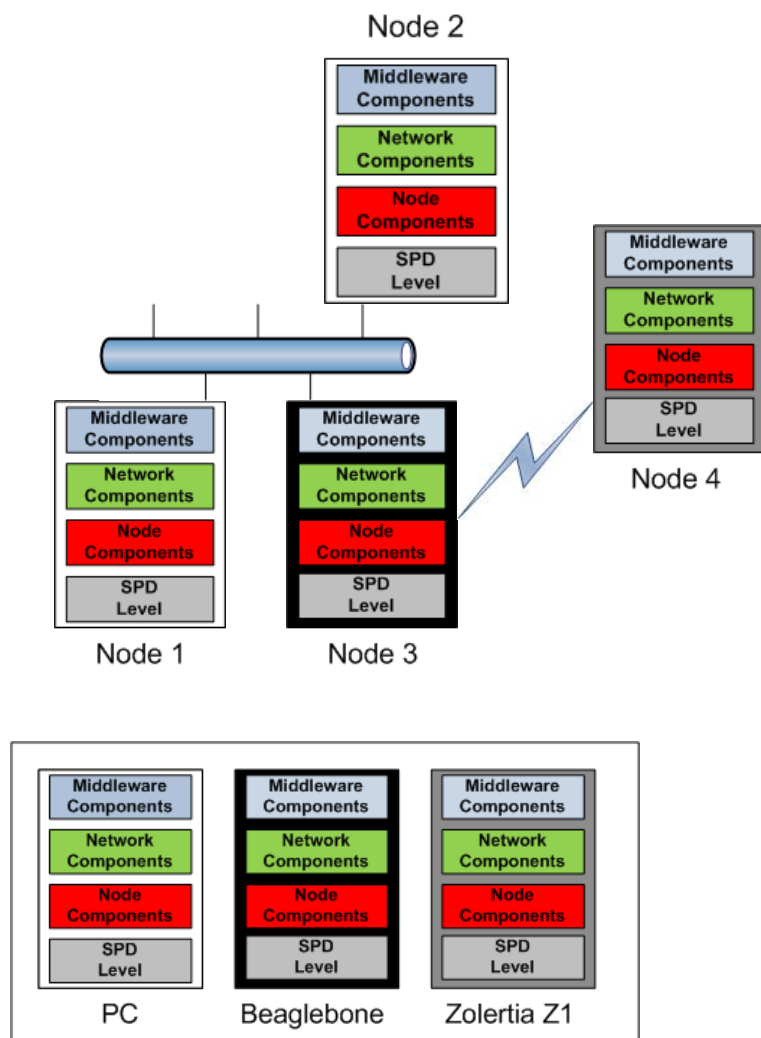 Node 2
Middleware
Components
Network
Components
Node
Components
SPD
Level
Middleware
Components
Network
Components
Node
Components
SPD
Level
Node 4
Middleware
Components
Network
Components
Node
Components
SPD
Level
Node 1
Middleware
Components
Network
Components
Node
Components
SPD
Level
Node 3
Middleware
Components
Network
Components
Node
Components
SPD
Level
PC
Middleware
Components
Network
Components
Node
Components
SPD
Level
Beaglebone
Middleware
Components
Network
Components
Node
Components
SPD
Level
Zolertia Z1